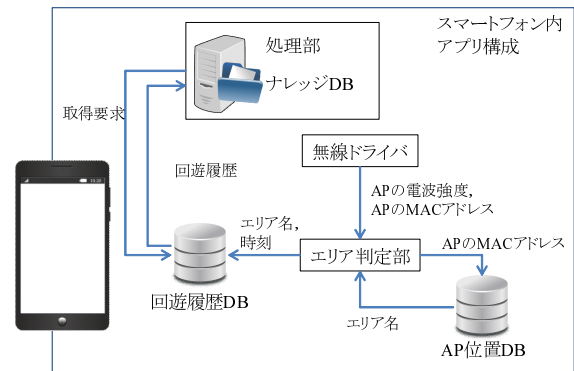 スマートフォン内
アプリ構成
処理部
ナレッジDB
取得要求
回遊履歴
無線ドライバ
APの電波強度,
APのMACアドレス
エリア名,
時刻
エリア判定部
APのMACアドレス
回遊履歴DB
エリア名
AP位置DB